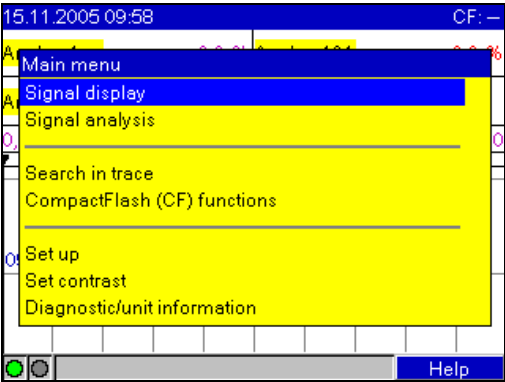 15.11.2005 09:58 CF: –
Main menu
Signal display
Signal analysis
Search in trace
CompactFlash (CF) functions
Set up
Set contrast
Diagnostic/unit information
Help